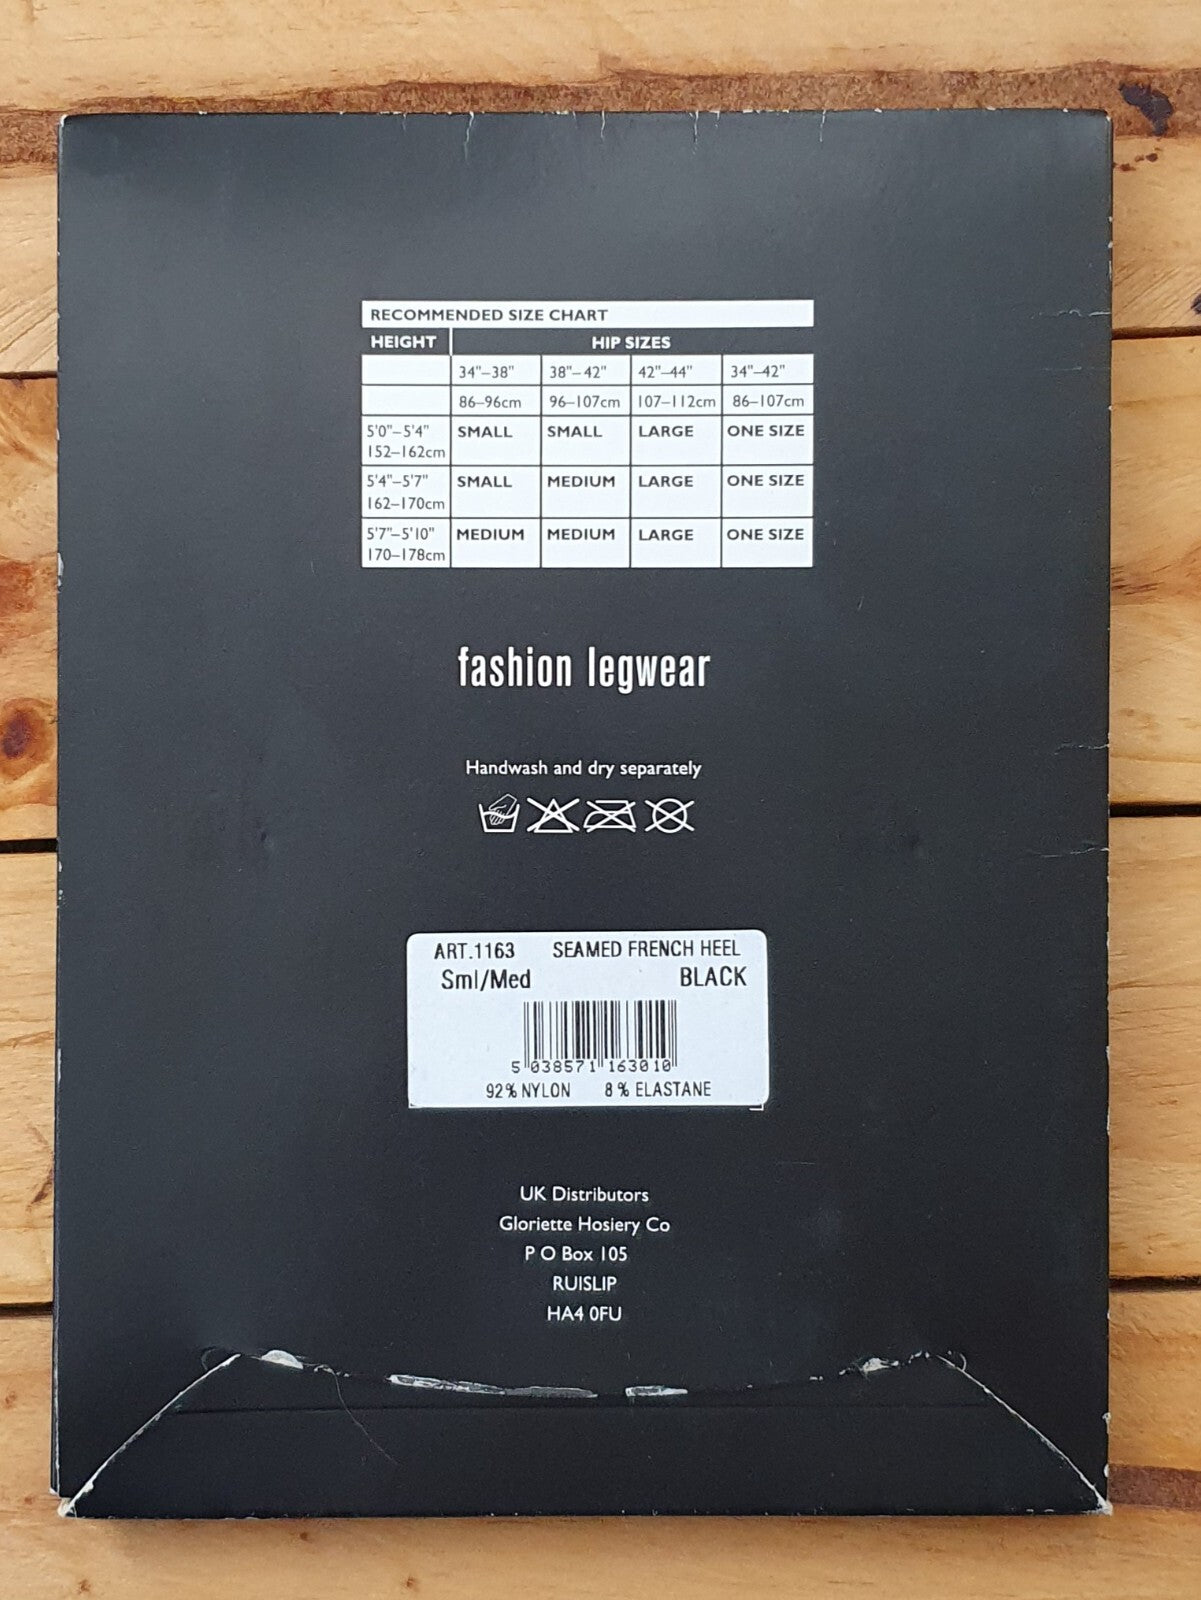 RECOMMENDED SIZE CHART
HEIGHT HIP SIZES
34"–38" 38"–42" 42"–44" 34"–42"
86–96cm 96–107cm 107–112cm 86–107cm
5'0"–5'4" SMALL SMALL LARGE ONE SIZE
152–162cm
5'4"–5'7" SMALL MEDIUM LARGE ONE SIZE
162–170cm
5'7"–5'10" MEDIUM MEDIUM LARGE ONE SIZE
170–178cm
fashion legwear
Handwash and dry separately
ART.1163 SEAMED FRENCH HEEL
Sml/Med BLACK
5 038571 163010
92% NYLON 8% ELASTANE
UK Distributors
Gloriette Hosiery Co
P O Box 105
RUISLIP
HA4 0FU